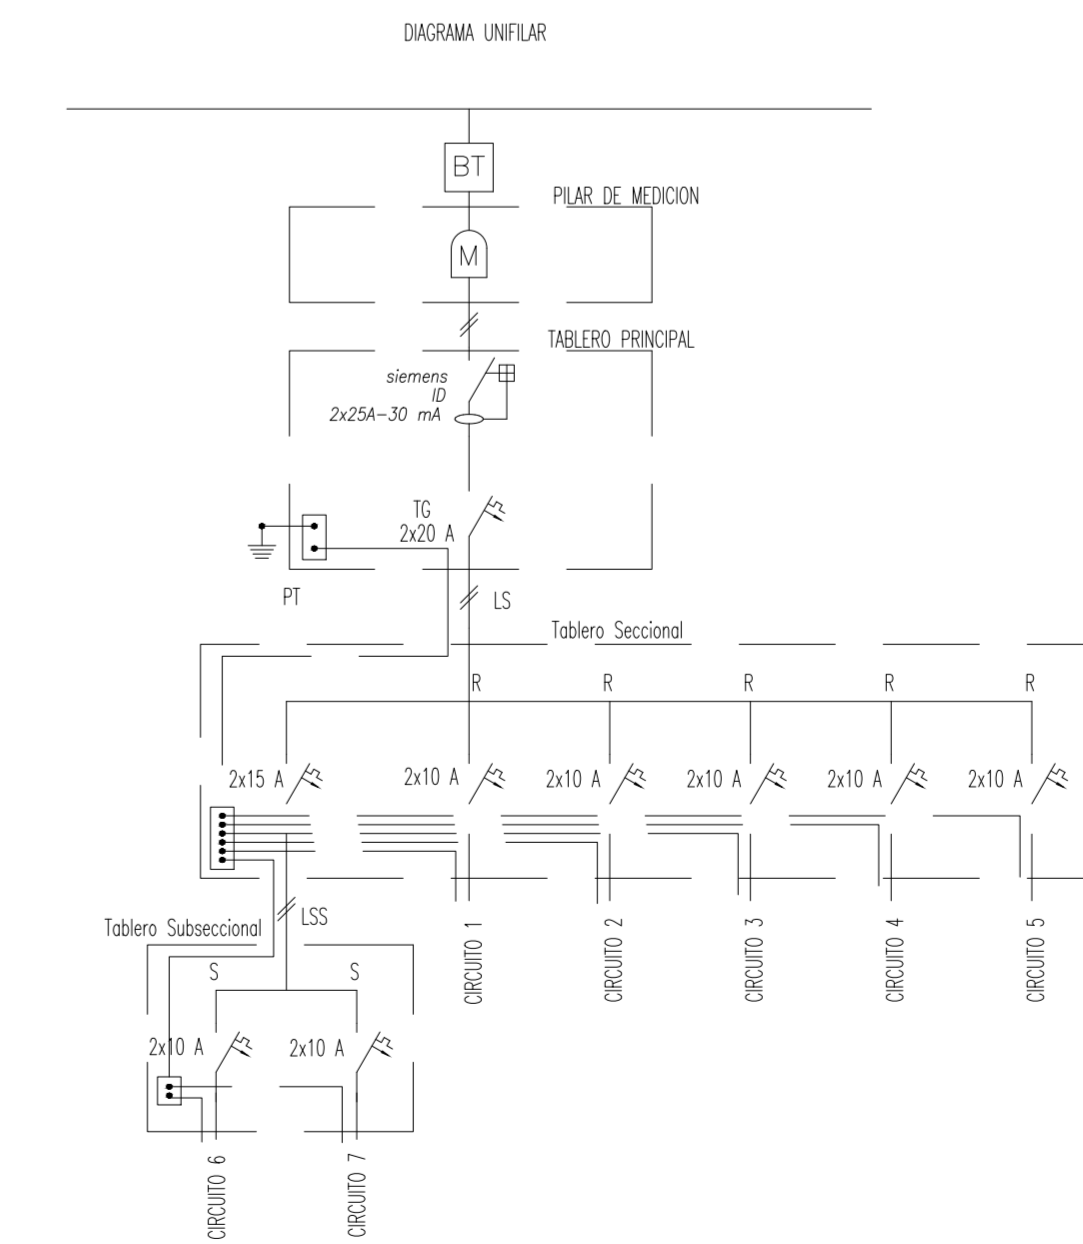 DIAGRAMA UNIFILAR
BT
PILAR DE MEDICION
M
TABLERO PRINCIPAL
siemens
ID
2x25A-30 mA
TG
2x20 A
PT
LS
Tablero Seccional
R R R R R
2x15 A 2x10 A 2x10 A 2x10 A 2x10 A 2x10 A
LSS
Tablero Subseccional
CIRCUITO 1
CIRCUITO 2
CIRCUITO 3
CIRCUITO 4
CIRCUITO 5
S S
2x10 A 2x10 A
CIRCUITO 6
CIRCUITO 7